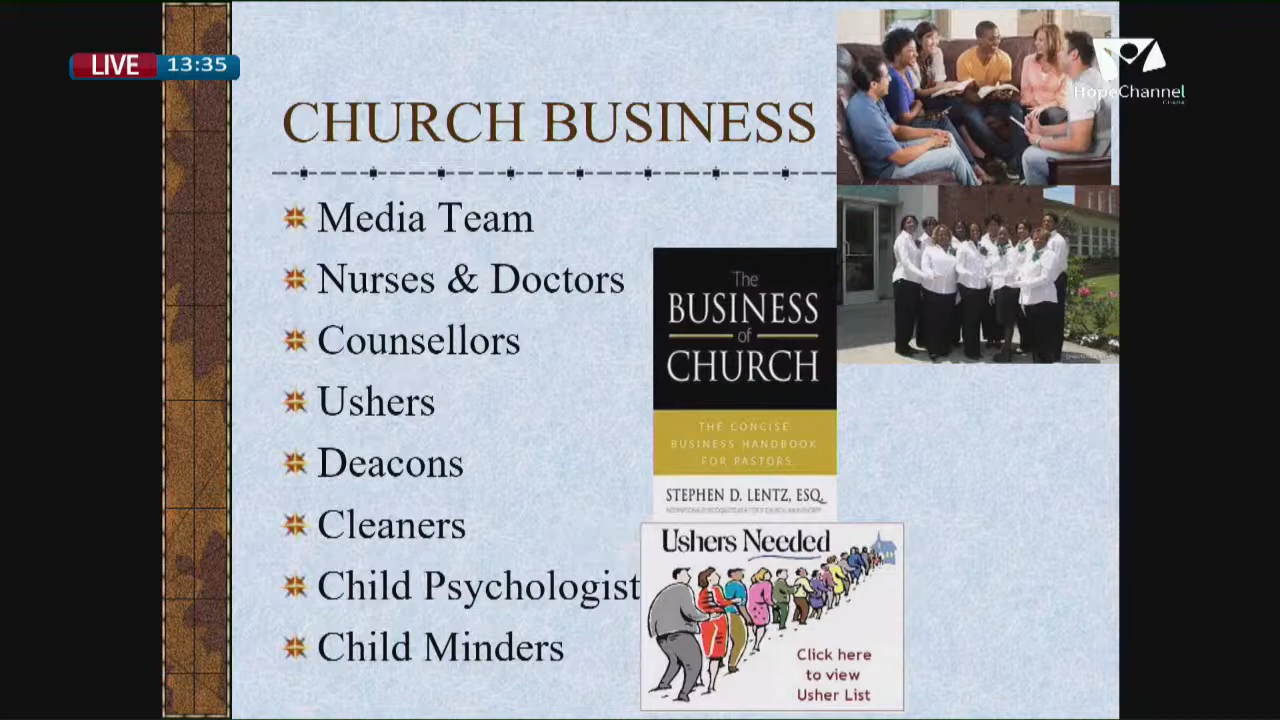 LIVE 13:35
HopeChannel
CHURCH BUSINESS
Media Team
Nurses & Doctors
Counsellors
Ushers
Deacons
Cleaners
Child Psychologist
Child Minders
The
BUSINESS
of
CHURCH
THE CONCISE
BUSINESS HANDBOOK
FOR PASTORS
STEPHEN D. LENTZ, ESQ.
Ushers Needed
Click here
to view
Usher List